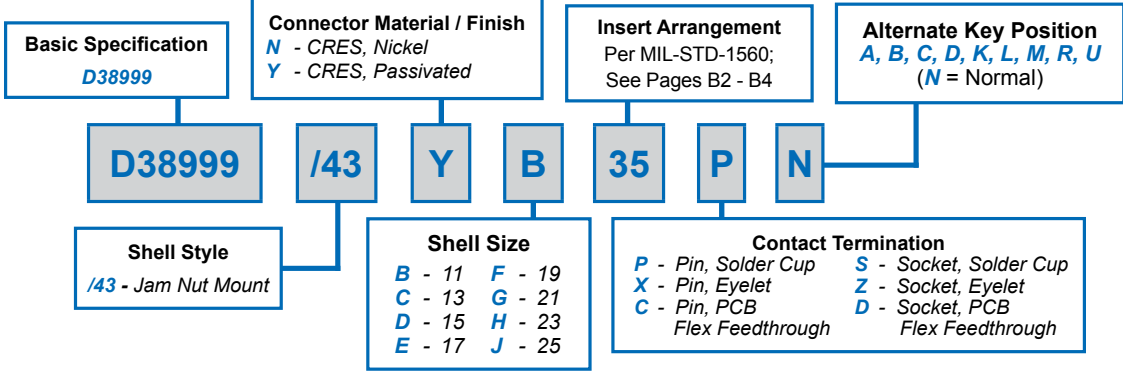 Basic Specification
D38999
Connector Material / Finish
N - CRES, Nickel
Y - CRES, Passivated
Insert Arrangement
Per MIL-STD-1560;
See Pages B2 - B4
Alternate Key Position
A, B, C, D, K, L, M, R, U
(N = Normal)
D38999 /43 Y B 35 P N
Shell Style
/43 - Jam Nut Mount
Shell Size
B - 11 F - 19
C - 13 G - 21
D - 15 H - 23
E - 17 J - 25
Contact Termination
P - Pin, Solder Cup S - Socket, Solder Cup
X - Pin, Eyelet Z - Socket, Eyelet
C - Pin, PCB D - Socket, PCB
Flex Feedthrough Flex Feedthrough